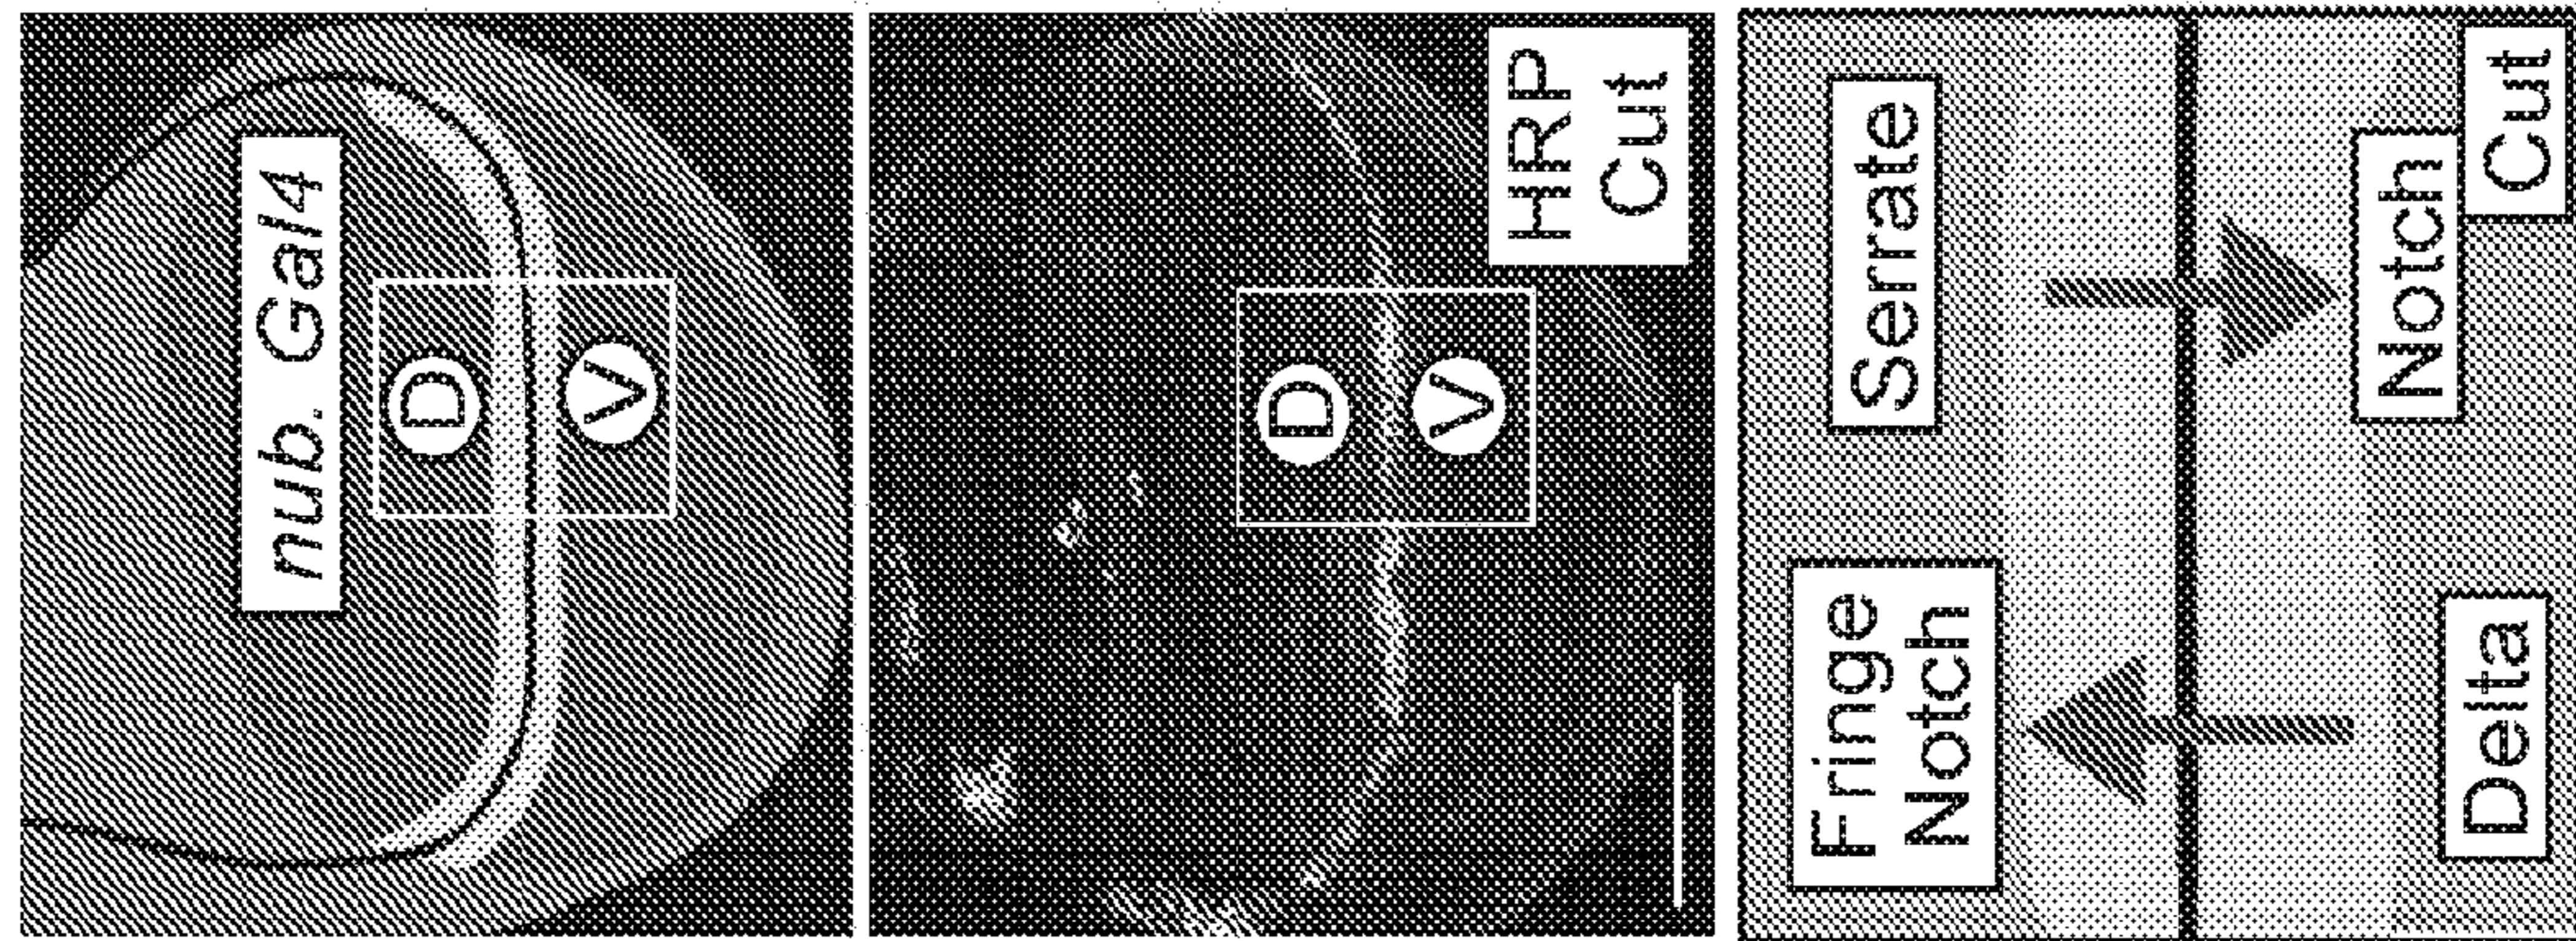 nub. Gal4
D
V
D
V
HRP
Cut
Fringe
Notch
Serrate
Delta
Notch
Cut